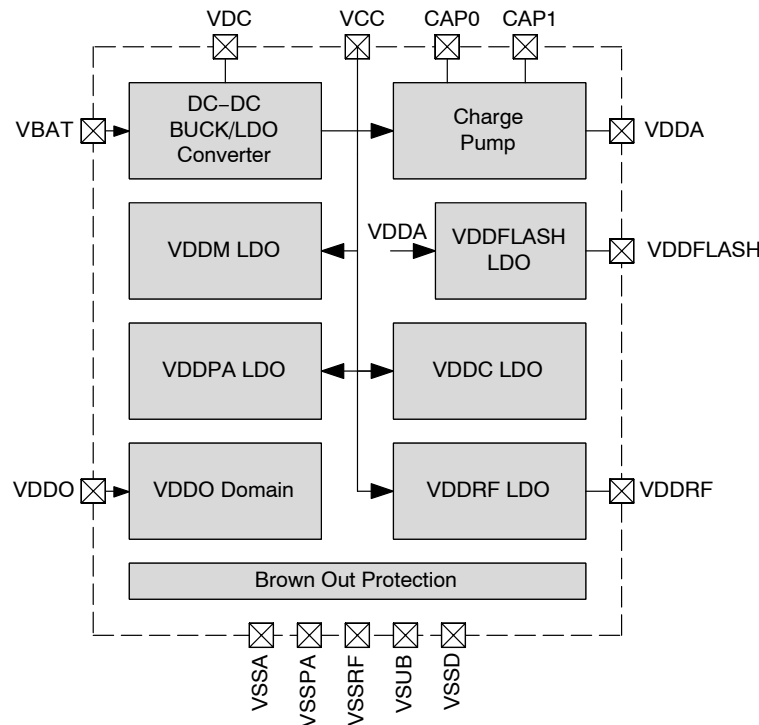 VDC
VCC
CAP0
CAP1
VBAT
DC–DC
BUCK/LDO
Converter
Charge
Pump
VDDA
VDDM LDO
VDDA
VDDFLASH
LDO
VDDFLASH
VDDPA LDO
VDDC LDO
VDDO
VDDO Domain
VDDRF LDO
VDDRF
Brown Out Protection
VSSA
VSSPA
VSSRF
VSUB
VSSD